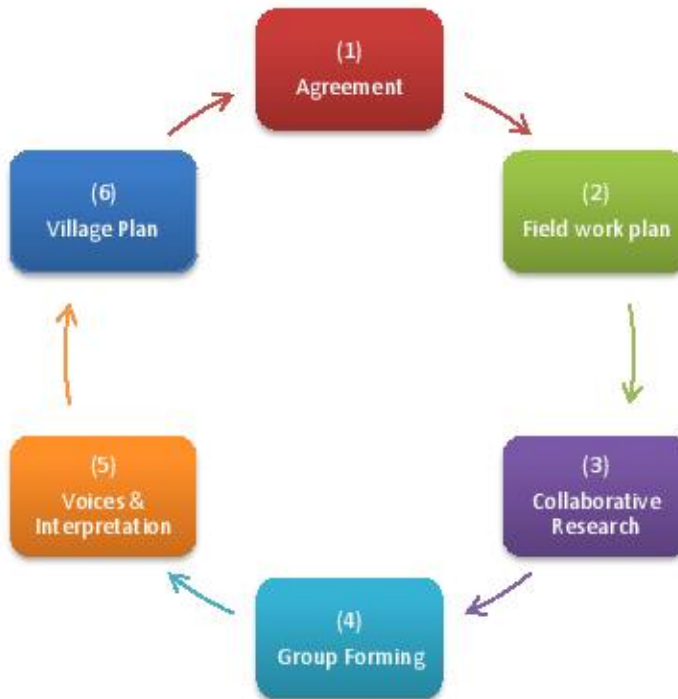 (1)
Agreement
(2)
Field work plan
(3)
Collaborative
Research
(4)
Group Forming
(5)
Voices &
Interpretation
(6)
Village Plan